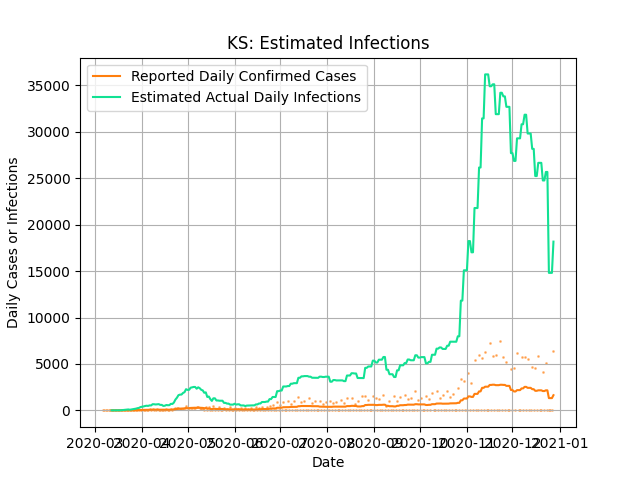 KS: Estimated Infections
Reported Daily Confirmed Cases
Estimated Actual Daily Infections
Daily Cases or Infections
35000
30000
25000
20000
15000
10000
5000
0
2020-03 2020-04 2020-05 2020-06 2020-07 2020-08 2020-09 2020-10 2020-11 2020-12 2021-01
Date